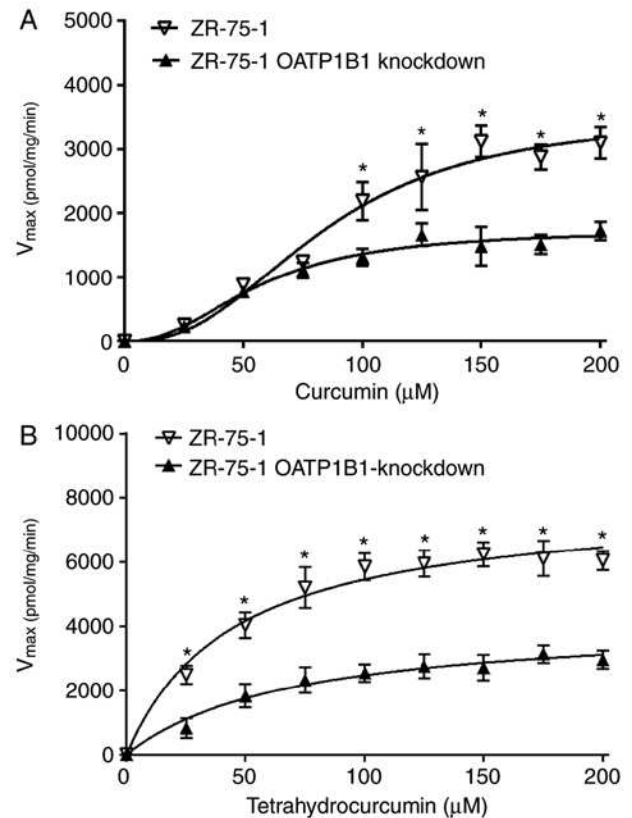 A
ZR-75-1
ZR-75-1 OATP1B1 knockdown
5000
4000
3000
2000
1000
0
Vmax (pmol/mg/min)
* * * * *
0 50 100 150 200
Curcumin (μM)
B
ZR-75-1
ZR-75-1 OATP1B1-knockdown
10000
8000
6000
4000
2000
0
Vmax (pmol/mg/min)
* * * * * * * *
0 50 100 150 200
Tetrahydrocurcumin (μM)